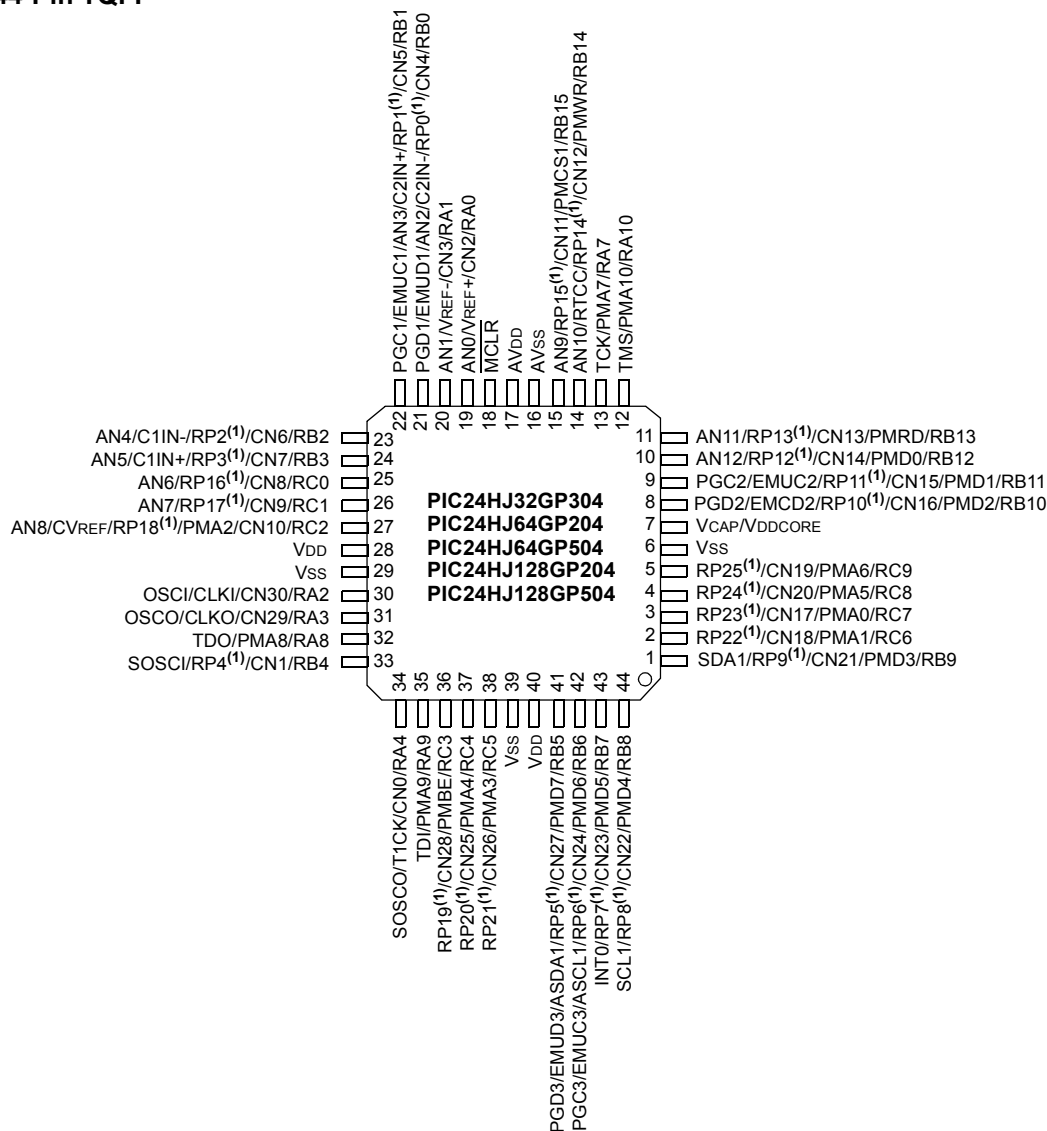 PGC1/EMUC1/AN3/C2IN+/RP1(1)/CN5/RB1
PGD1/EMUD1/AN2/C2IN-/RP0(1)/CN4/RB0
AN1/VREF-/CN3/RA1
AN0/VREF+/CN2/RA0
MCLR
AVDD
AVSS
AN9/RP15(1)/CN11/PMCS1/RB15
AN10/RTCC/RP14(1)/CN12/PMWR/RB14
TCK/PMA7/RA7
TMS/PMA10/RA10
22 21 20 19 18 17 16 15 14 13 12
AN4/C1IN-/RP2(1)/CN6/RB2 23
AN5/C1IN+/RP3(1)/CN7/RB3 24
AN6/RP16(1)/CN8/RC0 25
AN7/RP17(1)/CN9/RC1 26
AN8/CVREF/RP18(1)/PMA2/CN10/RC2 27
VDD 28
VSS 29
OSCI/CLKI/CN30/RA2 30
OSCO/CLKO/CN29/RA3 31
TDO/PMA8/RA8 32
SOSCI/RP4(1)/CN1/RB4 33
PIC24HJ32GP304
PIC24HJ64GP204
PIC24HJ64GP504
PIC24HJ128GP204
PIC24HJ128GP504
11 AN11/RP13(1)/CN13/PMRD/RB13
10 AN12/RP12(1)/CN14/PMD0/RB12
9 PGC2/EMUC2/RP11(1)/CN15/PMD1/RB11
8 PGD2/EMCD2/RP10(1)/CN16/PMD2/RB10
7 VCAP/VDDCORE
6 VSS
5 RP25(1)/CN19/PMA6/RC9
4 RP24(1)/CN20/PMA5/RC8
3 RP23(1)/CN17/PMA0/RC7
2 RP22(1)/CN18/PMA1/RC6
1 SDA1/RP9(1)/CN21/PMD3/RB9
34 35 36 37 38 39 40 41 42 43 44
SOSCO/T1CK/CN0/RA4
TDI/PMA9/RA9
RP19(1)/CN28/PMBE/RC3
RP20(1)/CN25/PMA4/RC4
RP21(1)/CN26/PMA3/RC5
VSS
VDD
PGD3/EMUD3/ASDA1/RP5(1)/CN27/PMD7/RB5
PGC3/EMUC3/ASCL1/RP6(1)/CN24/PMD6/RB6
INT0/RP7(1)/CN23/PMD5/RB7
SCL1/RP8(1)/CN22/PMD4/RB8